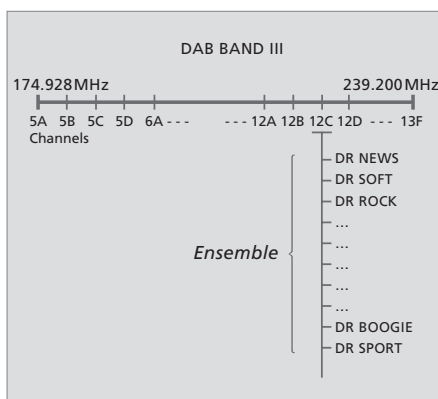 DAB BAND III
174.928MHz 239.200MHz
5A 5B 5C 5D 6A - - - - - - 12A 12B 12C 12D - - - 13F
Channels
DR NEWS
DR SOFT
DR ROCK
...
...
Ensemble
...
...
...
DR BOOGIE
DR SPORT